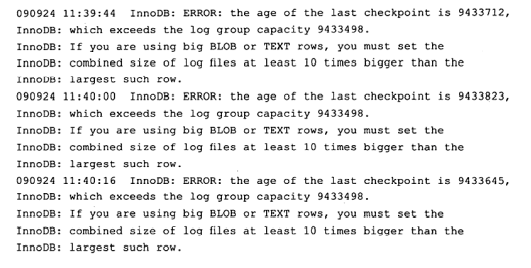 090924 11:39:44  InnoDB: ERROR: the age of the last checkpoint is 9433712,
InnoDB: which exceeds the log group capacity 9433498.
InnoDB: If you are using big BLOB or TEXT rows, you must set the
InnoDB: combined size of log files at least 10 times bigger than the
InnoDB: largest such row.
090924 11:40:00  InnoDB: ERROR: the age of the last checkpoint is 9433823,
InnoDB: which exceeds the log group capacity 9433498.
InnoDB: If you are using big BLOB or TEXT rows, you must set the
InnoDB: combined size of log files at least 10 times bigger than the
InnoDB: largest such row.
090924 11:40:16  InnoDB: ERROR: the age of the last checkpoint is 9433645,
InnoDB: which exceeds the log group capacity 9433498.
InnoDB: If you are using big BLOB or TEXT rows, you must set the
InnoDB: combined size of log files at least 10 times bigger than the
InnoDB: largest such row.